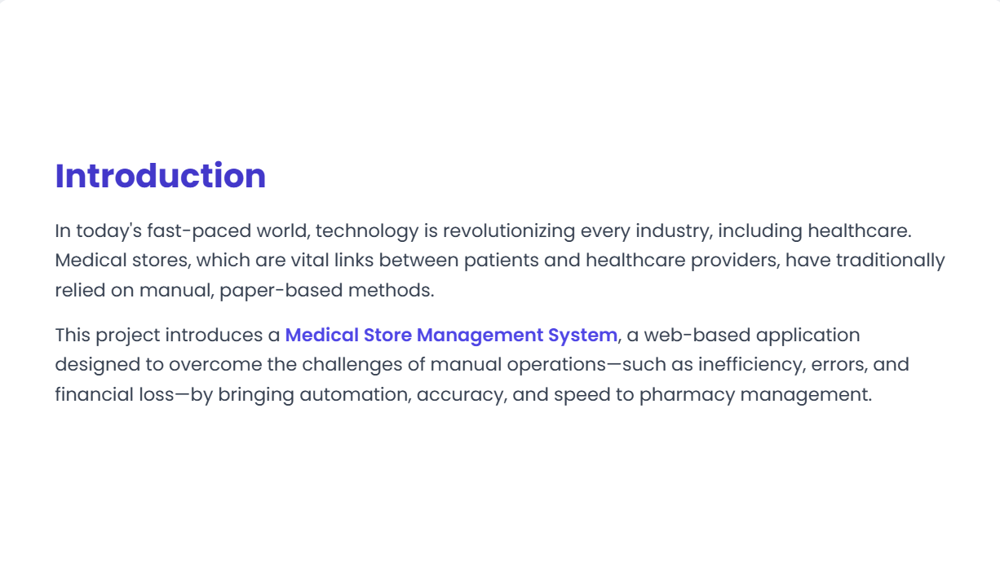 Introduction
In today's fast-paced world, technology is revolutionizing every industry, including healthcare.
Medical stores, which are vital links between patients and healthcare providers, have traditionally
relied on manual, paper-based methods.
This project introduces a Medical Store Management System, a web-based application
designed to overcome the challenges of manual operations—such as inefficiency, errors, and
financial loss—by bringing automation, accuracy, and speed to pharmacy management.